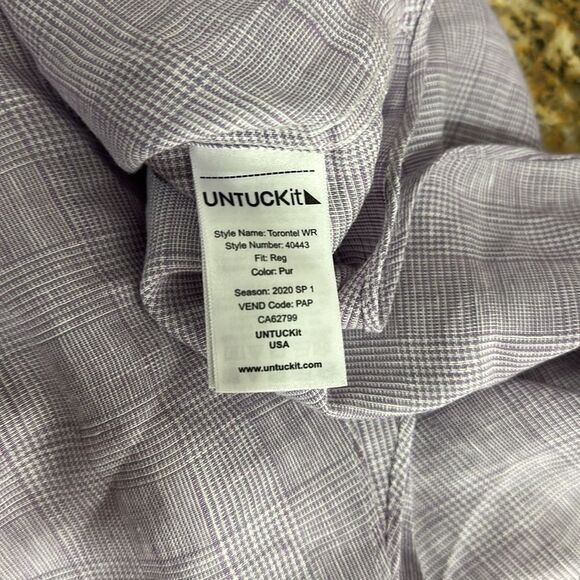 UNTUCKit
Style Name: Torontel WR
Style Number: 40443
Fit: Reg
Color: Pur
Season: 2020 SP 1
VEND Code: PAP
CA62799
UNTUCKit
USA
www.untuckit.com